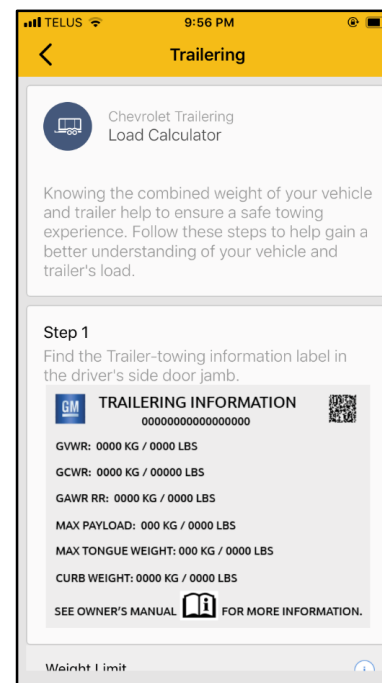 TELUS 9:56 PM
Trailering
Chevrolet Trailering
Load Calculator
Knowing the combined weight of your vehicle
and trailer help to ensure a safe towing
experience. Follow these steps to help gain a
better understanding of your vehicle and
trailer's load.
Step 1
Find the Trailer-towing information label in
the driver's side door jamb.
GM TRAILERING INFORMATION
00000000000000000
GVWR: 0000 KG / 0000 LBS
GCWR: 0000 KG / 00000 LBS
GAWR RR: 0000 KG / 0000 LBS
MAX PAYLOAD: 000 KG / 0000 LBS
MAX TONGUE WEIGHT: 000 KG / 0000 LBS
CURB WEIGHT: 0000 KG / 0000 LBS
SEE OWNER'S MANUAL i FOR MORE INFORMATION.
Weight Limit